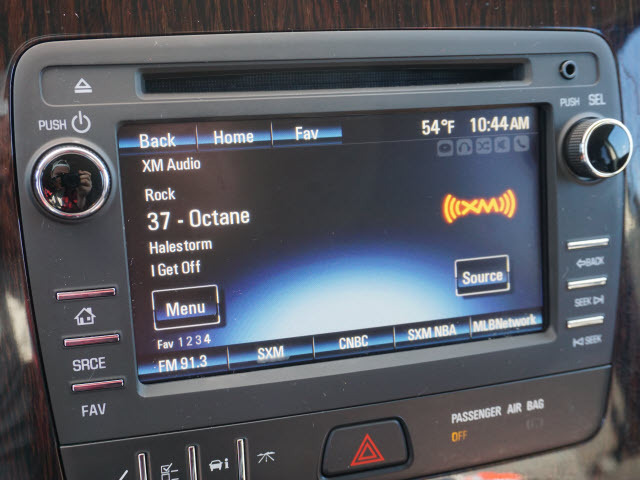 PUSH
PUSH SEL
Back Home Fav 54°F 10:44AM
XM Audio
Rock
37 - Octane
((XM))
Halestorm
I Get Off
Menu
Source
Fav 1 2 3 4
FM 91.3 SXM CNBC SXM NBA MLBNetwork
BACK
SEEK
SEEK
SRCE
FAV
PASSENGER AIR BAG
OFF